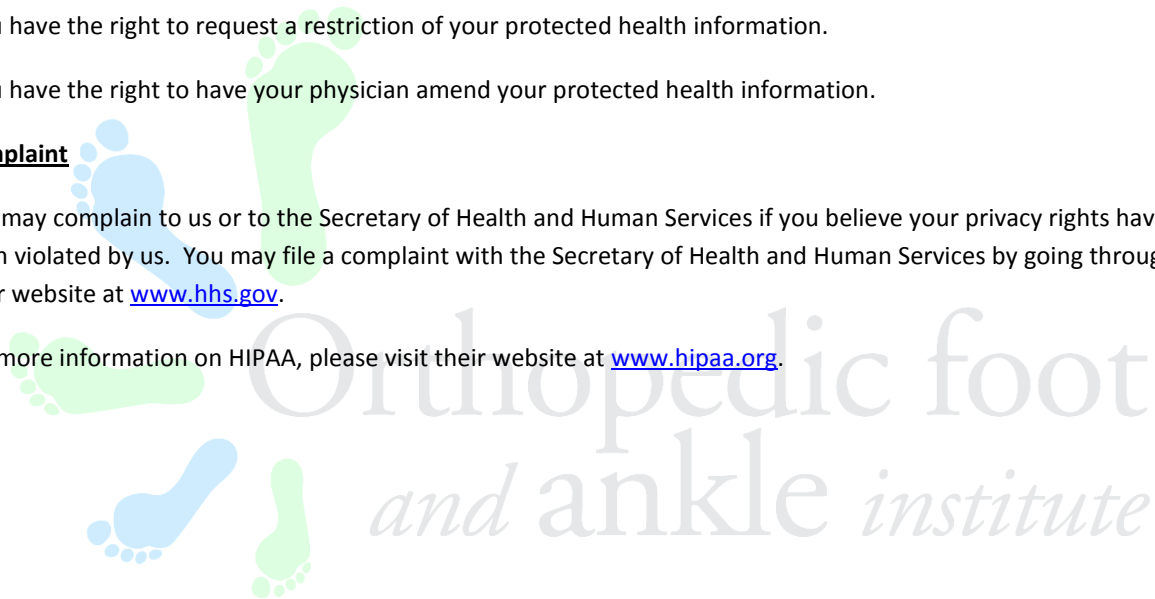 u have the right to request a restriction of your protected health information.
u have the right to have your physician amend your protected health information.
mplaint
may complain to us or to the Secretary of Health and Human Services if you believe your privacy rights hav
n violated by us.  You may file a complaint with the Secretary of Health and Human Services by going throug
r website at www.hhs.gov.
more information on HIPAA, please visit their website at www.hipaa.org.
Orthopedic foot
and ankle institute